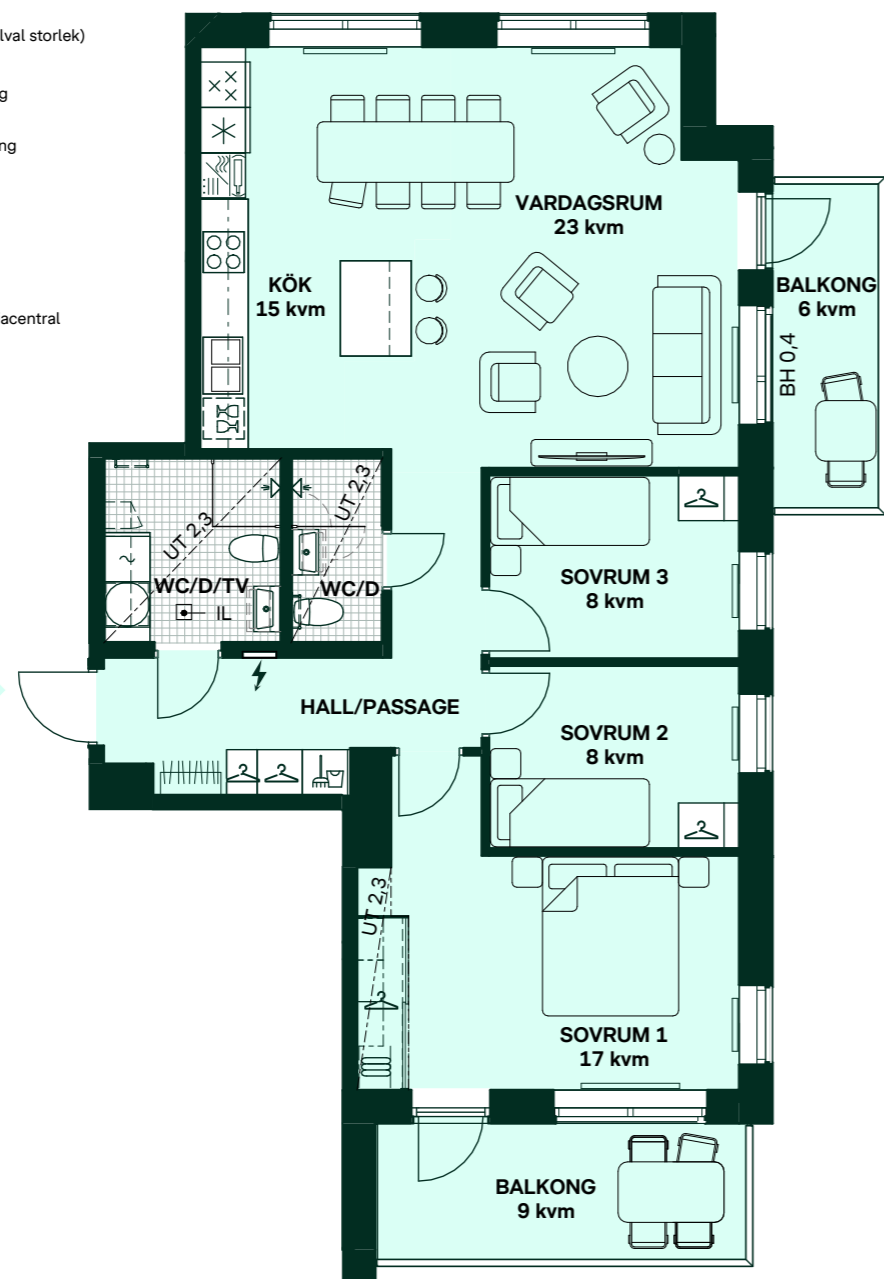 lval storlek)
g
ng
acentral
VARDAGSRUM
23 kvm
KÖK
15 kvm
BALKONG
6 kvm
BH 0,4
UT 2,3
UT 2,3
WC/D/TV
IL
WC/D
SOVRUM 3
8 kvm
HALL/PASSAGE
SOVRUM 2
8 kvm
UT 2,3
SOVRUM 1
17 kvm
BALKONG
9 kvm